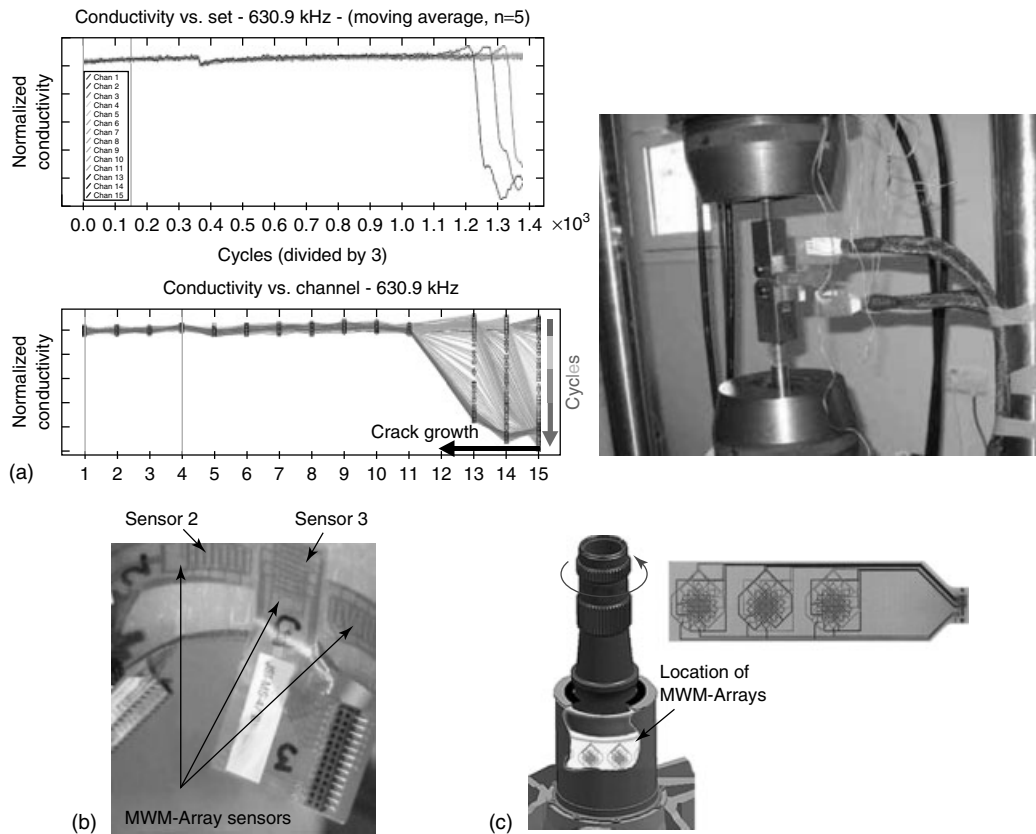 Conductivity vs. set - 630.9 kHz - (moving average, n=5)
Normalized
conductivity
Chan 1
Chan 2
Chan 3
Chan 4
Chan 5
Chan 6
Chan 7
Chan 8
Chan 9
Chan 10
Chan 11
Chan 13
Chan 14
Chan 15
0.0 0.1 0.2 0.3 0.4 0.5 0.6 0.7 0.8 0.9 1.0 1.1 1.2 1.3 1.4 ×10³
Cycles (divided by 3)
Conductivity vs. channel - 630.9 kHz
Normalized
conductivity
Cycles
Crack growth
(a)
1 2 3 4 5 6 7 8 9 10 11 13 14 15
Sensor 2
Sensor 3
2
3
MWM-Array sensors
(b)
Location of
MWM-Arrays
(c)